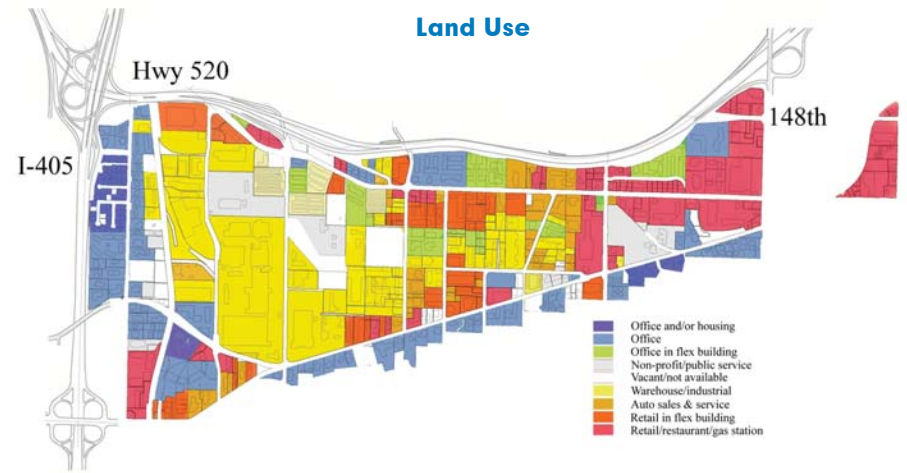 Land Use
Hwy 520
148th
I-405
Office and/or housing
Office
Office in flex building
Non-profit/public service
Vacant/not available
Warehouse/industrial
Auto sales & service
Retail in flex building
Retail/restaurant/gas station